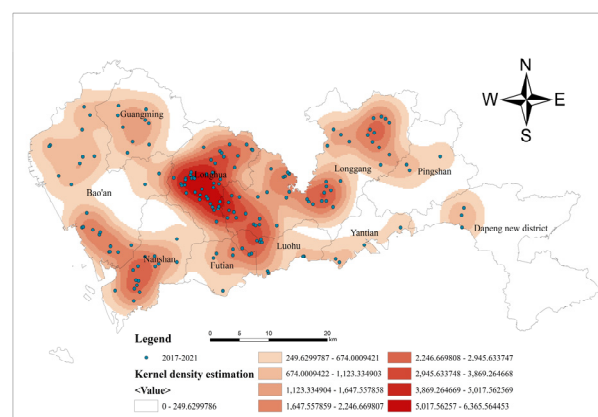 N
W E
S
Guangming
Longhua
Longgang
Pingshan
Bao'an
Dapeng new district
Yantian
Luohu
Nanshan
Futian
Legend
0 5 10 20
km
2017-2021
Kernel density estimation
<Value>
0 - 249.6299786
249.6299787 - 674.0009421
674.0009422 - 1,123.334903
1,123.334904 - 1,647.557858
1,647.557859 - 2,246.669807
2,246.669808 - 2,945.633747
2,945.633748 - 3,869.264668
3,869.264669 - 5,017.562569
5,017.56257 - 6,365.564453